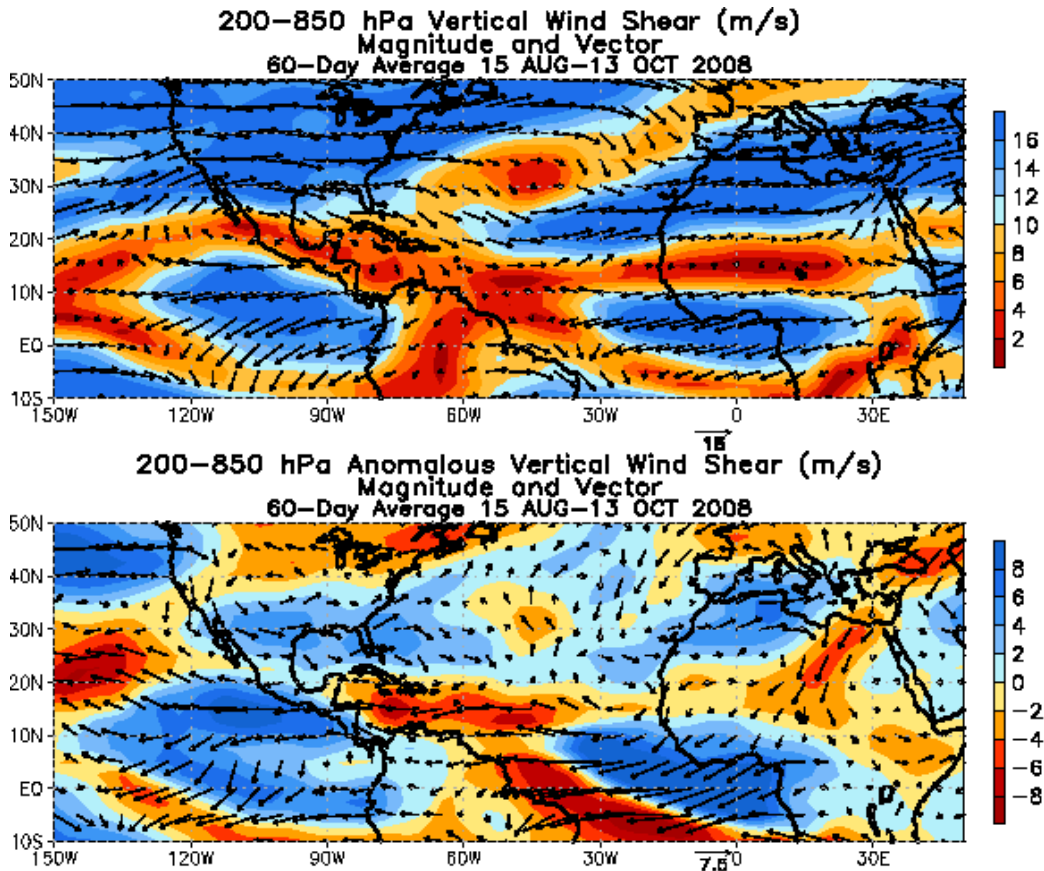 200-850 hPa Vertical Wind Shear (m/s)
Magnitude and Vector
60-Day Average 15 AUG-13 OCT 2008
50N
40N
30N
20N
10N
EQ
10S
150W 120W 90W 60W 30W 0 30E
16
14
12
10
8
6
4
2
200-850 hPa Anomalous Vertical Wind Shear (m/s)
Magnitude and Vector
60-Day Average 15 AUG-13 OCT 2008
50N
40N
30N
20N
10N
EQ
10S
150W 120W 90W 60W 30W 0 30E
7.5
8
6
4
2
0
-2
-4
-6
-8